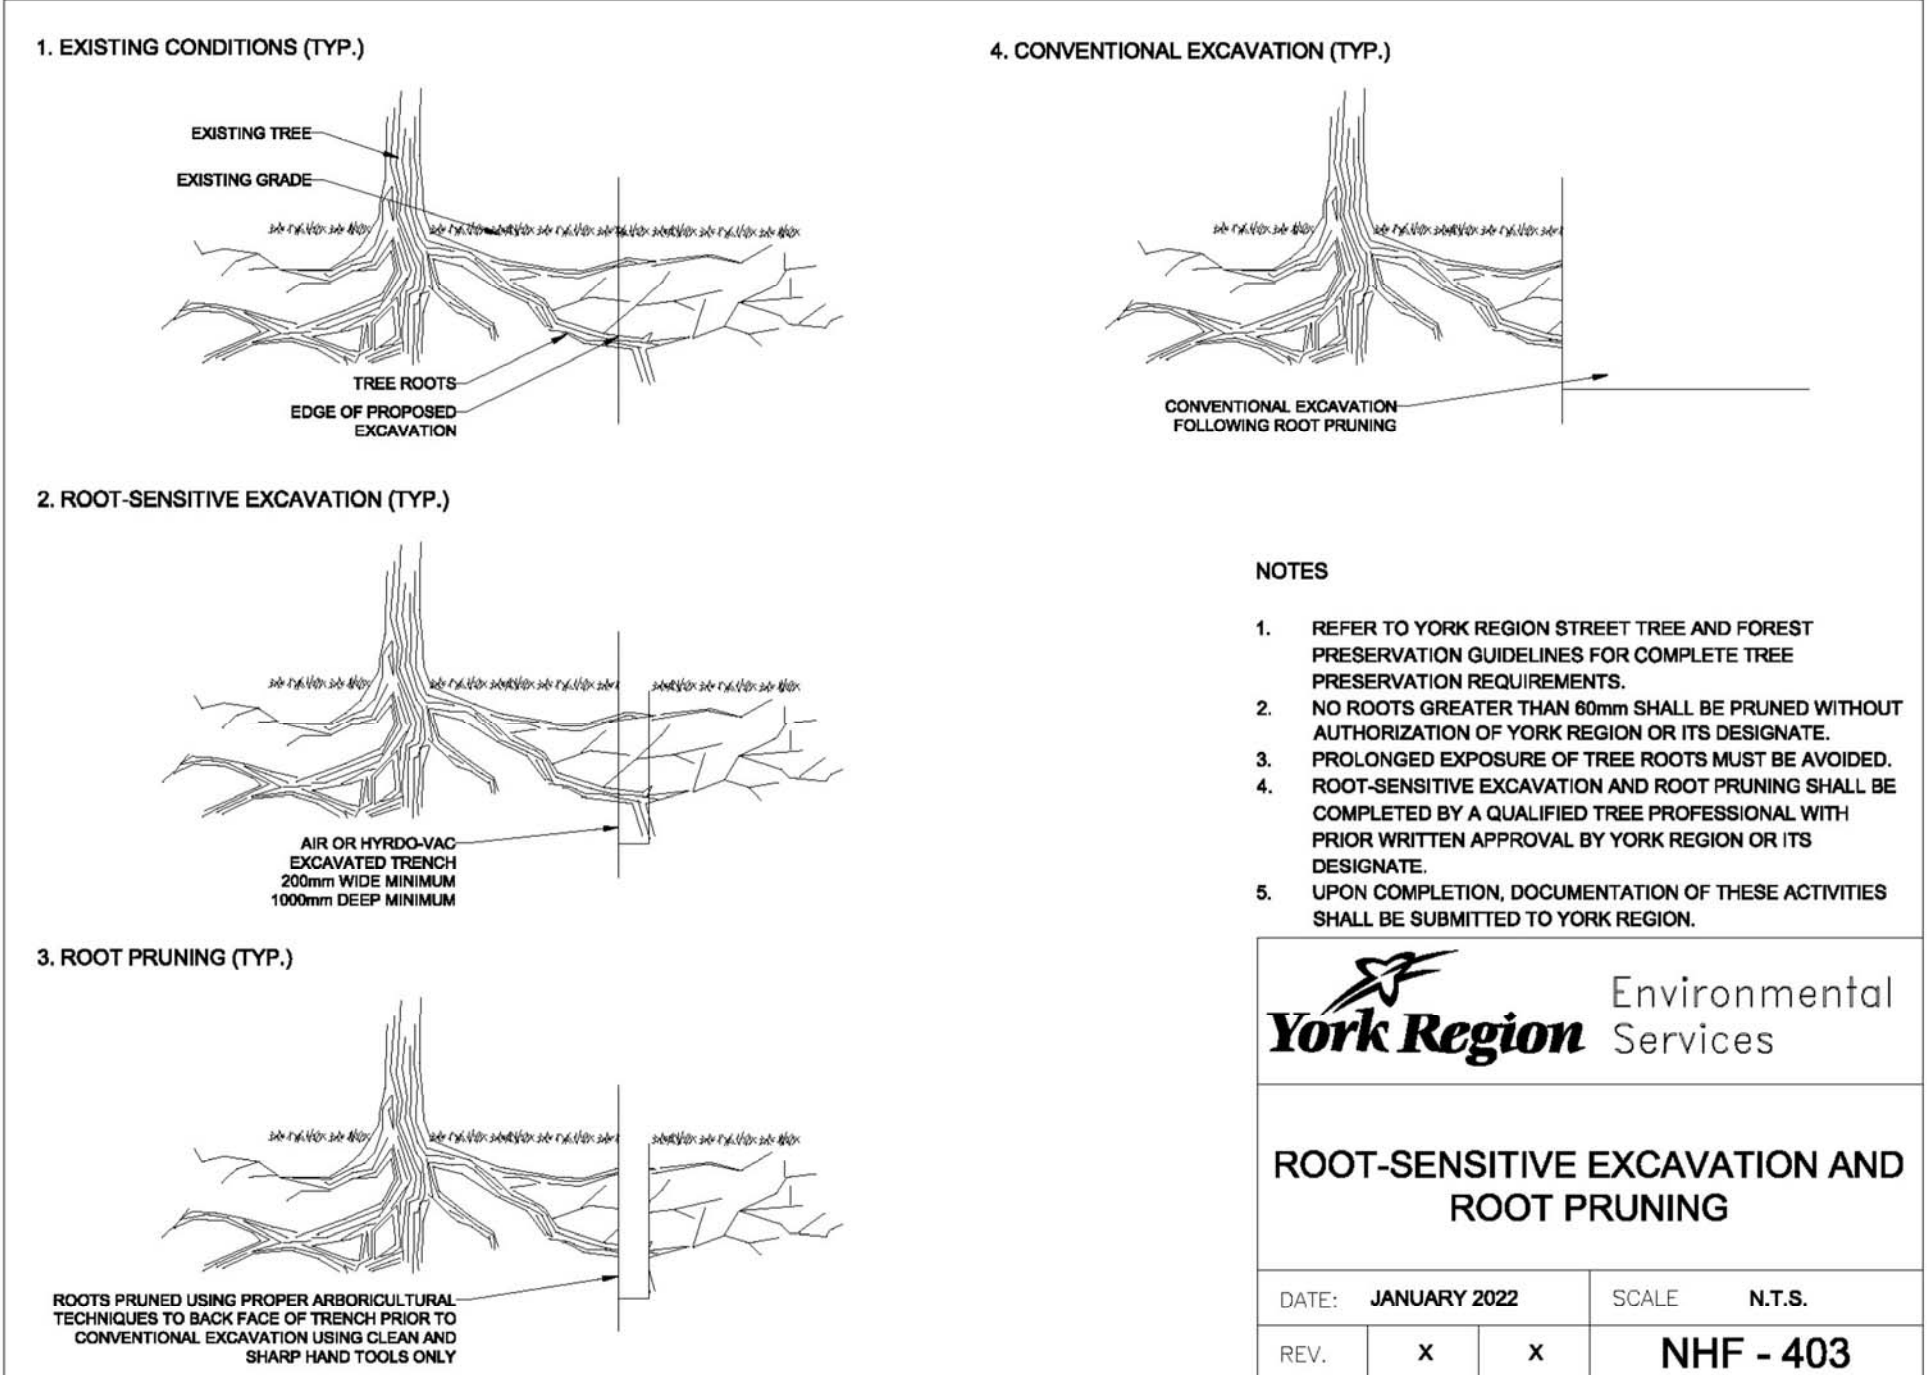 1. EXISTING CONDITIONS (TYP.)
EXISTING TREE
EXISTING GRADE
TREE ROOTS
EDGE OF PROPOSED
EXCAVATION
2. ROOT-SENSITIVE EXCAVATION (TYP.)
AIR OR HYRDO-VAC
EXCAVATED TRENCH
200mm WIDE MINIMUM
1000mm DEEP MINIMUM
3. ROOT PRUNING (TYP.)
ROOTS PRUNED USING PROPER ARBORICULTURAL
TECHNIQUES TO BACK FACE OF TRENCH PRIOR TO
CONVENTIONAL EXCAVATION USING CLEAN AND
SHARP HAND TOOLS ONLY
4. CONVENTIONAL EXCAVATION (TYP.)
CONVENTIONAL EXCAVATION
FOLLOWING ROOT PRUNING
NOTES
1. REFER TO YORK REGION STREET TREE AND FOREST
PRESERVATION GUIDELINES FOR COMPLETE TREE
PRESERVATION REQUIREMENTS.
2. NO ROOTS GREATER THAN 60mm SHALL BE PRUNED WITHOUT
AUTHORIZATION OF YORK REGION OR ITS DESIGNATE.
3. PROLONGED EXPOSURE OF TREE ROOTS MUST BE AVOIDED.
4. ROOT-SENSITIVE EXCAVATION AND ROOT PRUNING SHALL BE
COMPLETED BY A QUALIFIED TREE PROFESSIONAL WITH
PRIOR WRITTEN APPROVAL BY YORK REGION OR ITS
DESIGNATE.
5. UPON COMPLETION, DOCUMENTATION OF THESE ACTIVITIES
SHALL BE SUBMITTED TO YORK REGION.
York Region
Environmental
Services
ROOT-SENSITIVE EXCAVATION AND
ROOT PRUNING
DATE: JANUARY 2022 SCALE N.T.S.
REV. X X NHF - 403